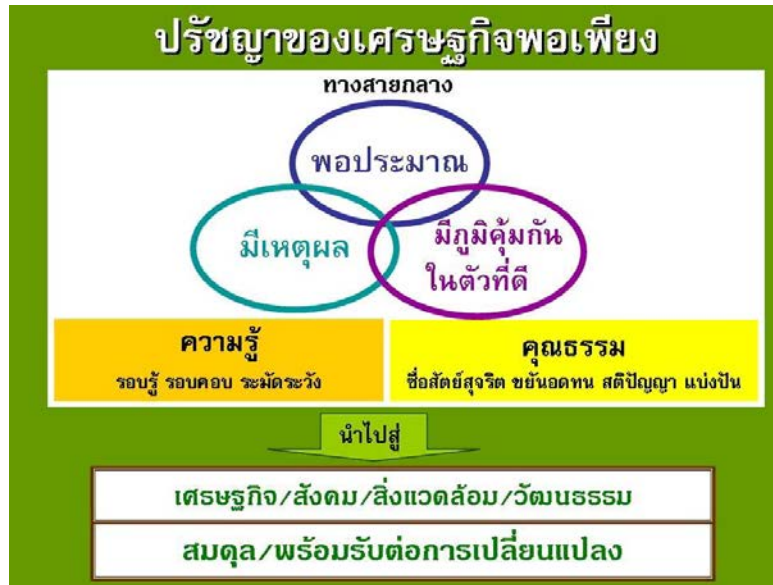 ปรัชญาของเศรษฐกิจพอเพียง
ทางสายกลาง
พอประมาณ
มีเหตุผล
มีภูมิคุ้มกัน
ในตัวที่ดี
ความรู้
รอบรู้ รอบคอบ ระมัดระวัง
คุณธรรม
ซื่อสัตย์สุจริต ขยันอดทน สติปัญญา แบ่งปัน
นำไปสู่
เศรษฐกิจ/สังคม/สิ่งแวดล้อม/วัฒนธรรม
สมดุล/พร้อมรับต่อการเปลี่ยนแปลง